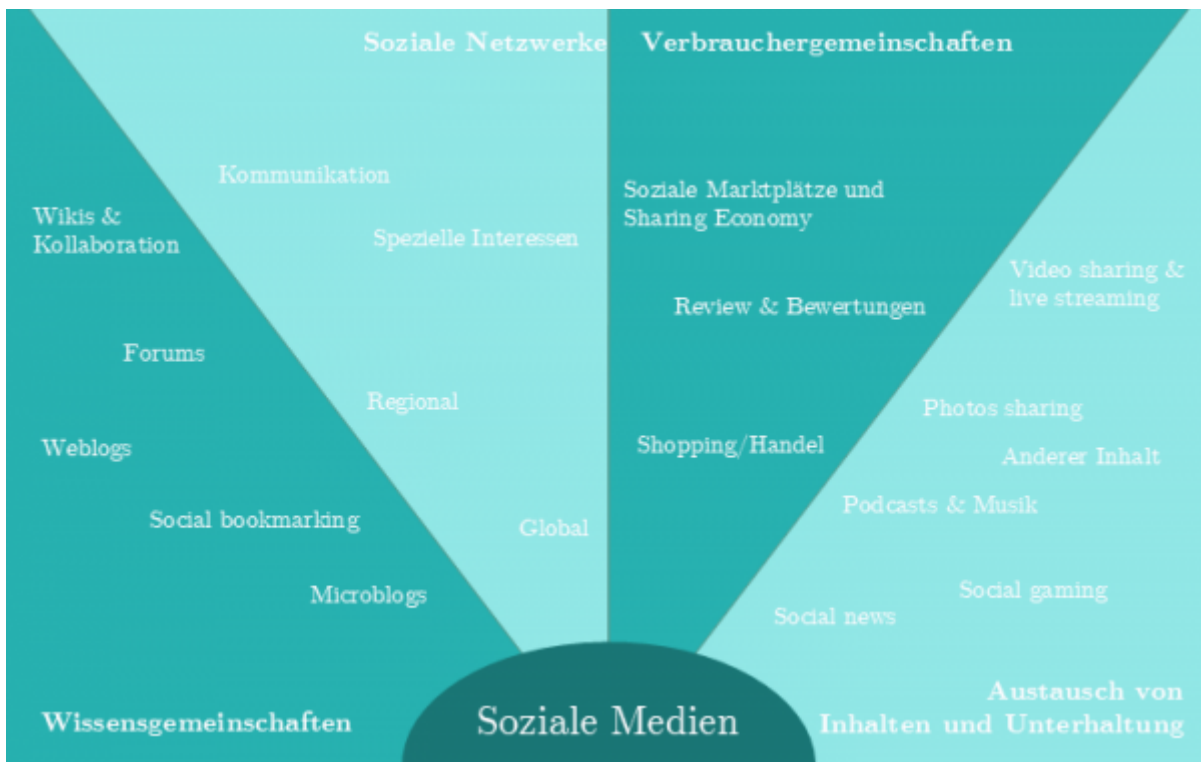 Soziale Netzwerke
Verbrauchergemeinschaften
Kommunikation
Spezielle Interessen
Regional
Global
Soziale Marktplätze und
Sharing Economy
Review & Bewertungen
Shopping/Handel
Wikis &
Kollaboration
Forums
Weblogs
Social bookmarking
Microblogs
Wissensgemeinschaften
Video sharing &
live streaming
Photos sharing
Anderer Inhalt
Podcasts & Musik
Social gaming
Social news
Austausch von
Inhalten und Unterhaltung
Soziale Medien